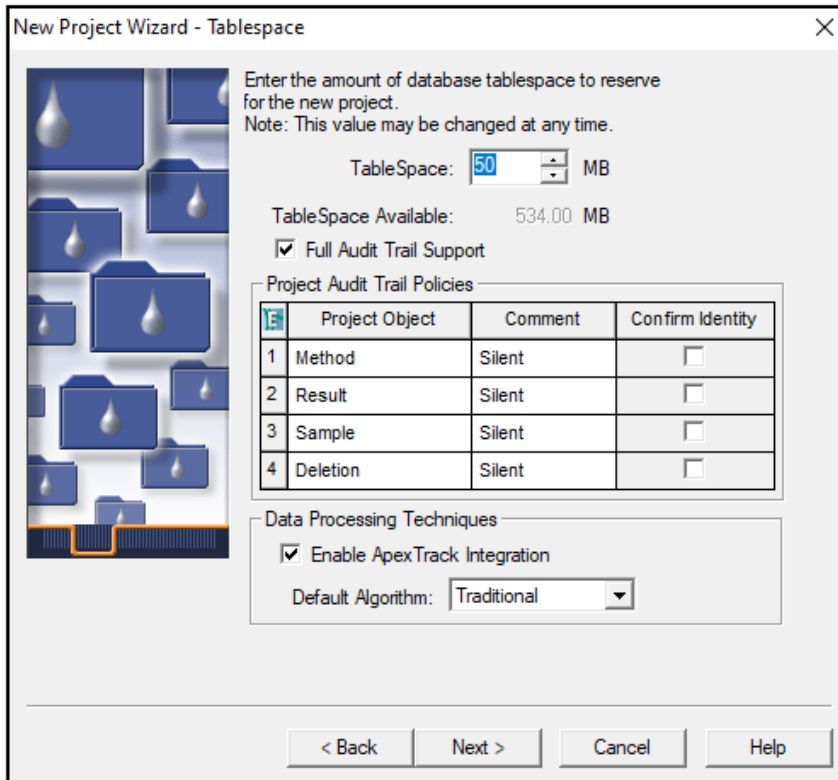 New Project Wizard - Tablespace
Enter the amount of database tablespace to reserve
for the new project.
Note: This value may be changed at any time.
TableSpace: 50 MB
TableSpace Available: 534.00 MB
Full Audit Trail Support
Project Audit Trail Policies
Project Object Comment Confirm Identity
1 Method Silent
2 Result Silent
3 Sample Silent
4 Deletion Silent
Data Processing Techniques
Enable ApexTrack Integration
Default Algorithm: Traditional
< Back Next > Cancel Help